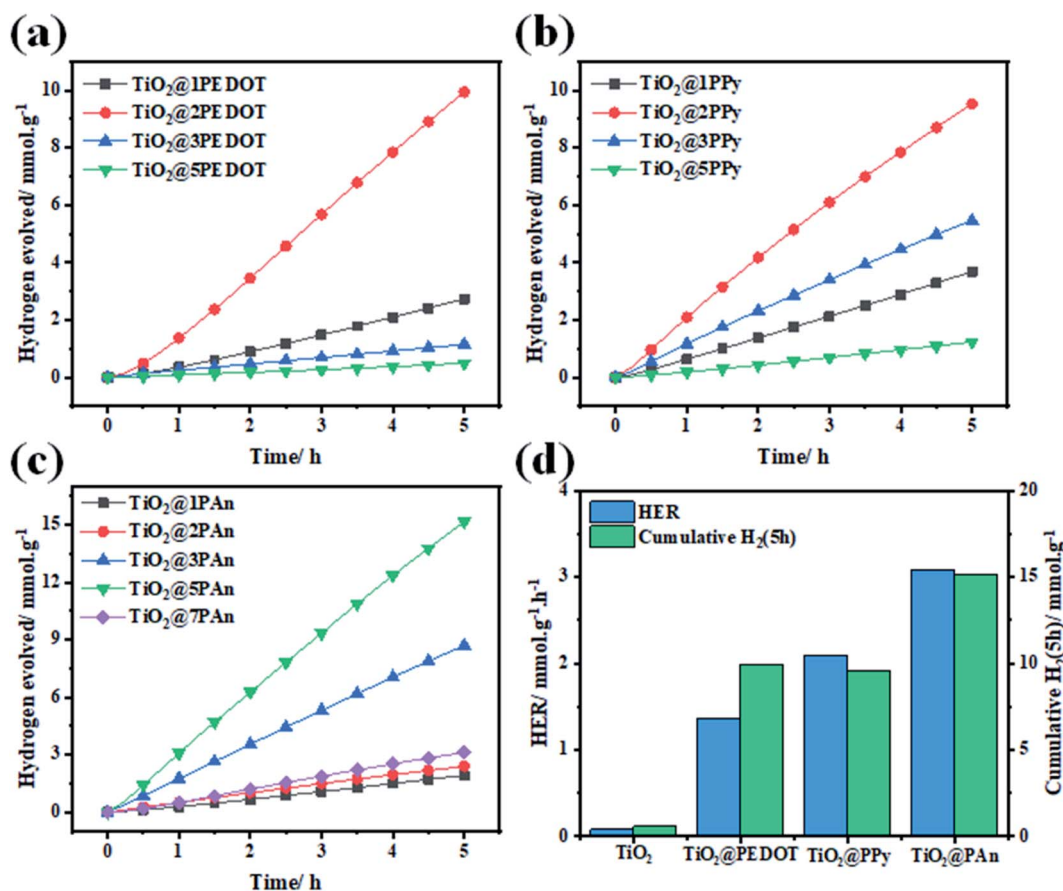 (a)
TiO2@1PEDOT
TiO2@2PEDOT
TiO2@3PEDOT
TiO2@5PEDOT
Hydrogen evolved/ mmol.g-1
10
8
6
4
2
0
0 1 2 3 4 5
Time/ h
(b)
TiO2@1PPy
TiO2@2PPy
TiO2@3PPy
TiO2@5PPy
Hydrogen evolved/ mmol.g-1
10
8
6
4
2
0
0 1 2 3 4 5
Time/ h
(c)
TiO2@1PAn
TiO2@2PAn
TiO2@3PAn
TiO2@5PAn
TiO2@7PAn
Hydrogen evolved/ mmol.g-1
15
12
9
6
3
0
0 1 2 3 4 5
Time/ h
(d)
HER
Cumulative H2(5h)
HER/ mmol.g-1.h-1
4
3
2
1
0
20
15
10
5
0
Cumulative H2(5h)/ mmol.g-1
TiO2 TiO2@PEDOT TiO2@PPy TiO2@PAn